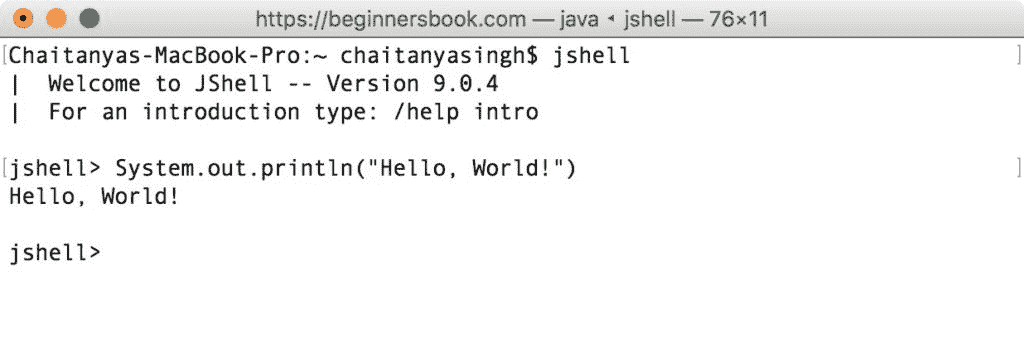 https://beginnersbook.com — java ◂ jshell — 76×11
[Chaitanyas-MacBook-Pro:~ chaitanyasingh$ jshell ]
|  Welcome to JShell -- Version 9.0.4
|  For an introduction type: /help intro
[jshell> System.out.println("Hello, World!") ]
Hello, World!
jshell>